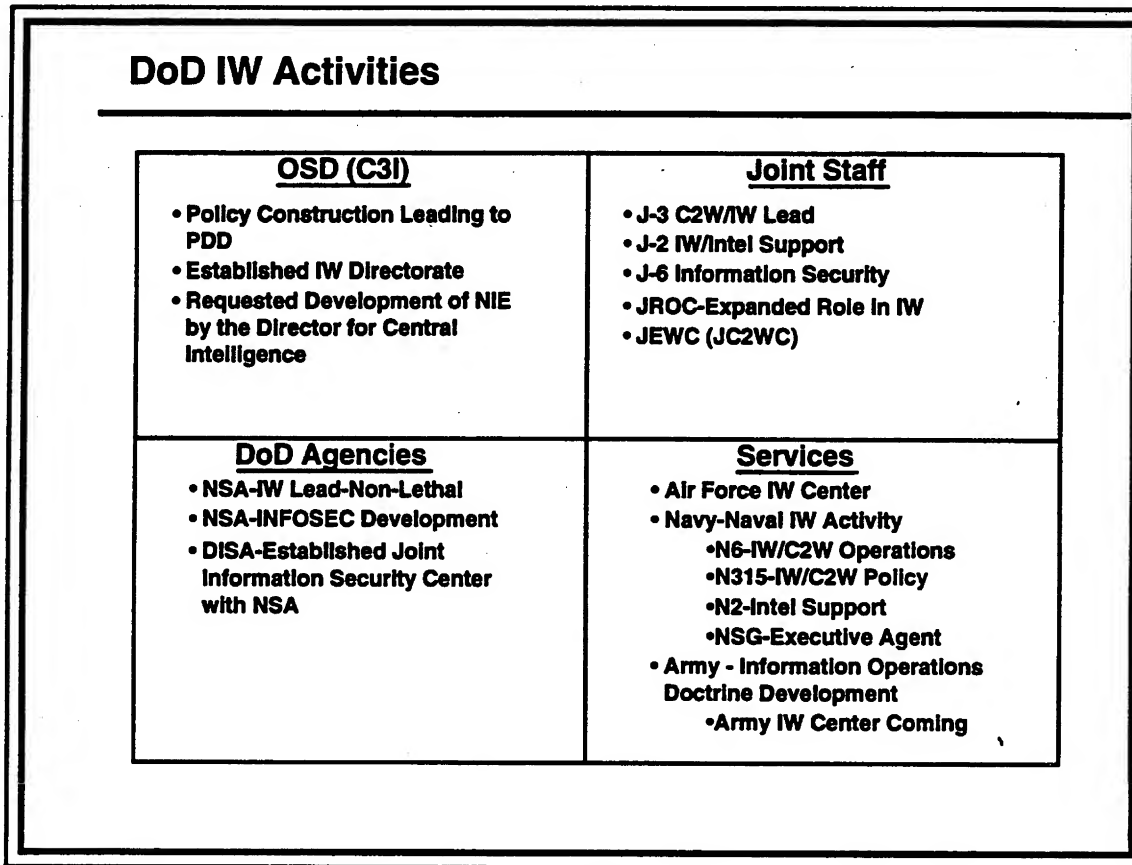 DoD IW Activities
OSD (C3I)
• Policy Construction Leading to
PDD
• Established IW Directorate
• Requested Development of NIE
by the Director for Central
Intelligence
Joint Staff
• J-3 C2W/IW Lead
• J-2 IW/Intel Support
• J-6 Information Security
• JROC-Expanded Role in IW
• JEWC (JC2WC)
DoD Agencies
• NSA-IW Lead-Non-Lethal
• NSA-INFOSEC Development
• DISA-Established Joint
Information Security Center
with NSA
Services
• Air Force IW Center
• Navy-Naval IW Activity
•N6-IW/C2W Operations
•N315-IW/C2W Policy
•N2-Intel Support
•NSG-Executive Agent
• Army - Information Operations
Doctrine Development
•Army IW Center Coming